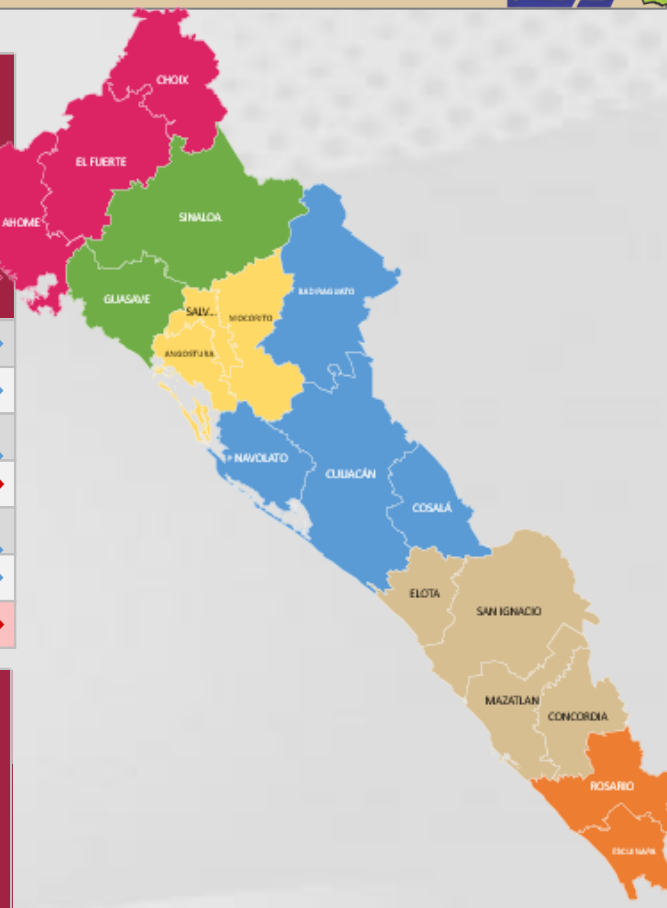 CHOIX
EL FUERTE
AHOME
SINALOA
GUASAVE
SALV...
MOCORITO
BADIRAGUATO
ANGOSTURA
NAVOLATO
CULIACÁN
COSALÁ
ELOTA
SAN IGNACIO
MAZATLAN
CONCORDIA
ROSARIO
ESCUINAPA